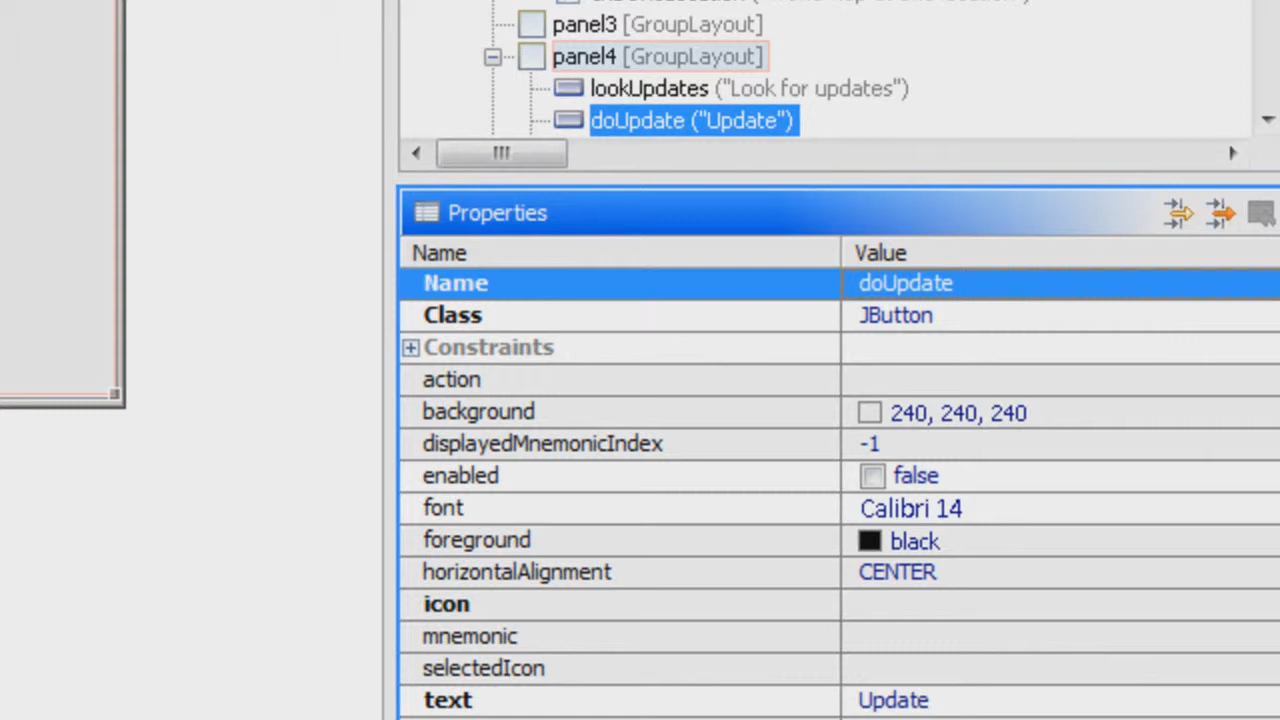 panel3 [GroupLayout]
panel4 [GroupLayout]
lookUpdates ("Look for updates")
doUpdate ("Update")
Properties
Name Value
Name doUpdate
Class JButton
Constraints
action
background 240, 240, 240
displayedMnemonicIndex -1
enabled false
font Calibri 14
foreground black
horizontalAlignment CENTER
icon
mnemonic
selectedIcon
text Update